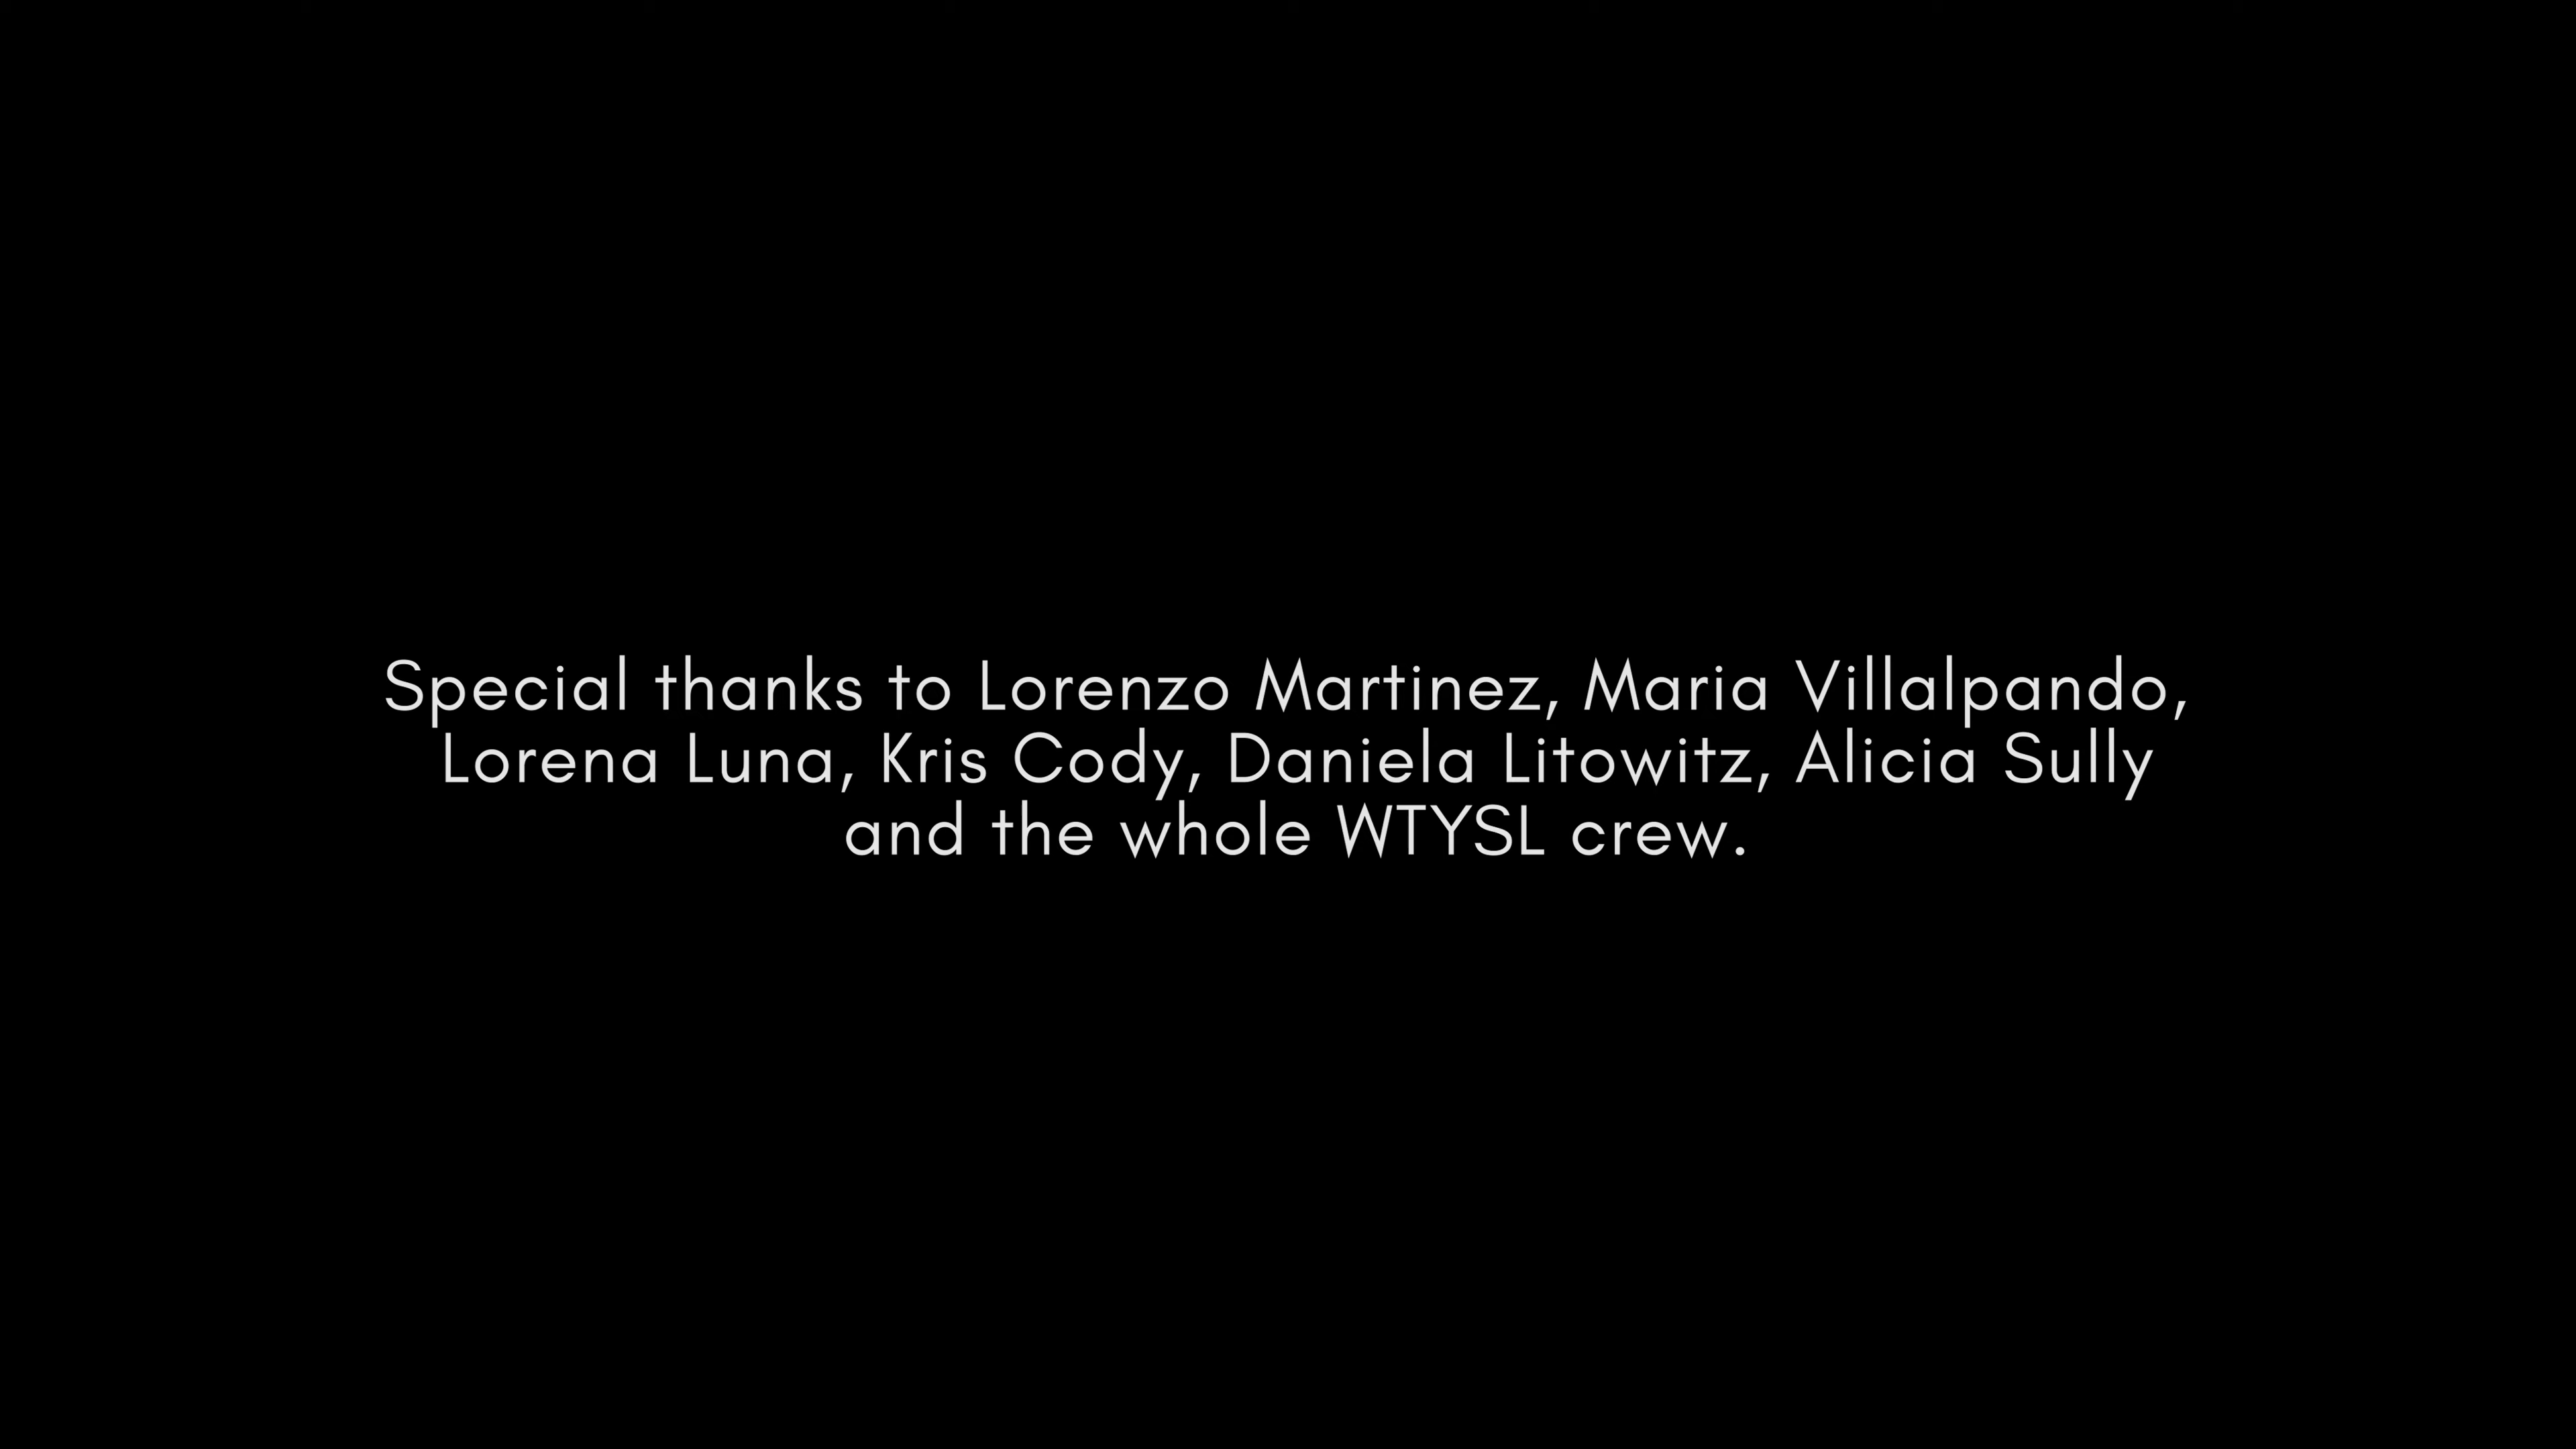 Special thanks to Lorenzo Martinez, Maria Villalpando,
Lorena Luna, Kris Cody, Daniela Litowitz, Alicia Sully
and the whole WTYSL crew.